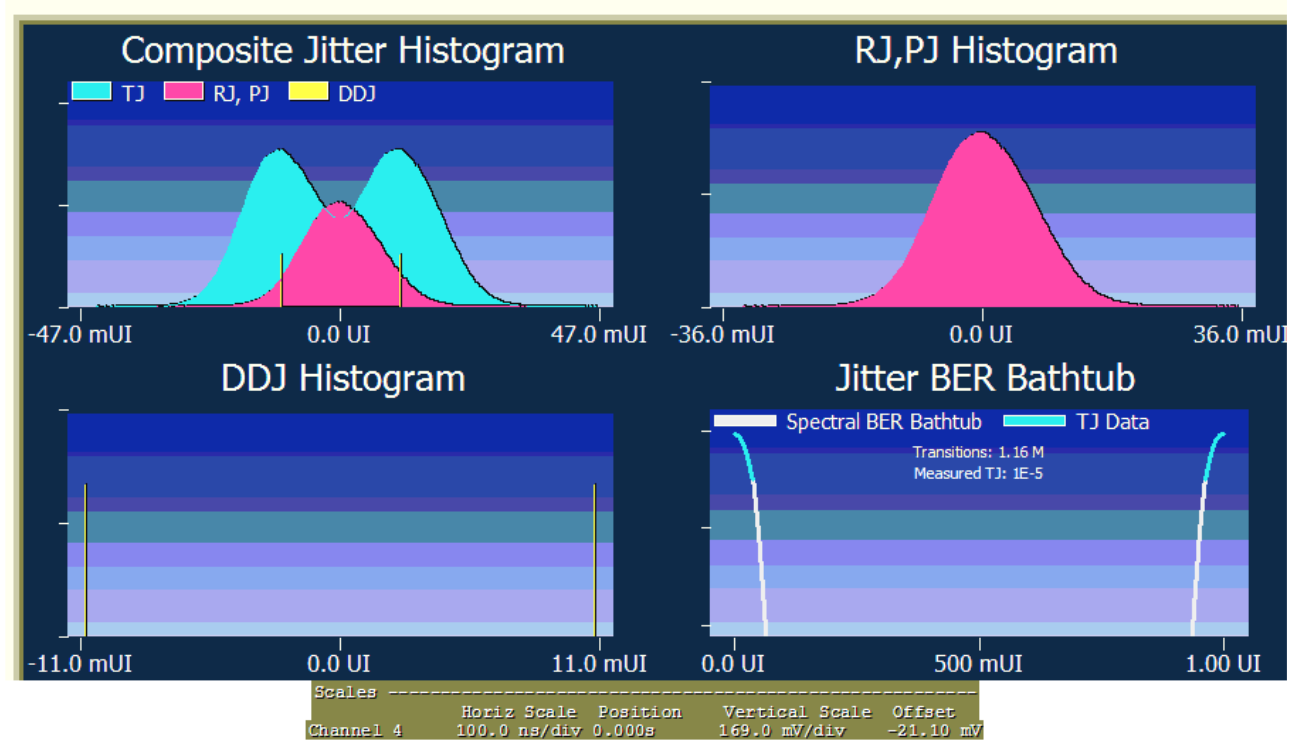 Composite Jitter Histogram
TJ RJ, PJ DDJ
-47.0 mUI 0.0 UI 47.0 mUI
RJ,PJ Histogram
-36.0 mUI 0.0 UI 36.0 mUI
DDJ Histogram
-11.0 mUI 0.0 UI 11.0 mUI
Jitter BER Bathtub
Spectral BER Bathtub TJ Data
Transitions: 1.16 M
Measured TJ: 1E-5
0.0 UI 500 mUI 1.00 UI
Scales
Horiz Scale Position Vertical Scale Offset
Channel 4 100.0 ns/div 0.000s 169.0 mV/div -21.10 mV